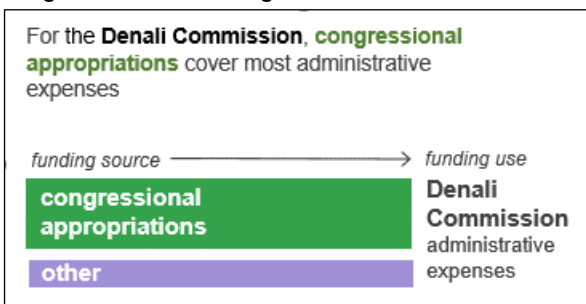 For the Denali Commission, congressional
appropriations cover most administrative
expenses
funding source
funding use
congressional
appropriations
other
Denali
Commission
administrative
expenses